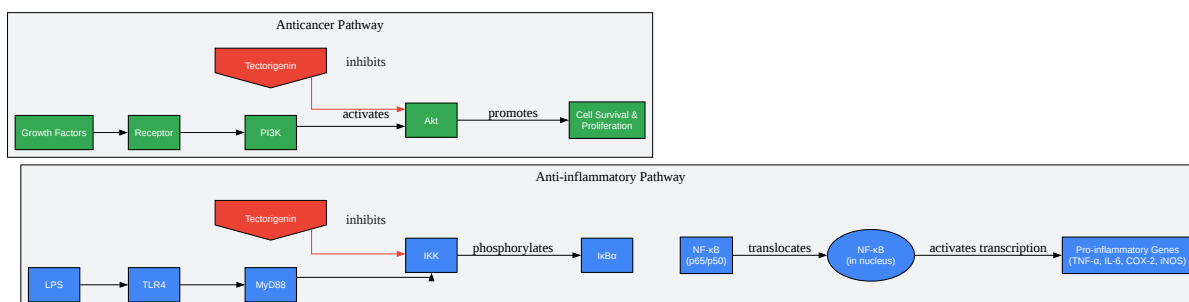 Anticancer Pathway
Tectorigenin
inhibits
Growth Factors
Receptor
PI3K
activates
Akt
promotes
Cell Survival &
Proliferation
Anti-inflammatory Pathway
Tectorigenin
inhibits
LPS
TLR4
MyD88
IKK
phosphorylates
IκBα
NF-κB
(p65/p50)
translocates
NF-κB
(in nucleus)
activates transcription
Pro-inflammatory Genes
(TNF-α, IL-6, COX-2, iNOS)